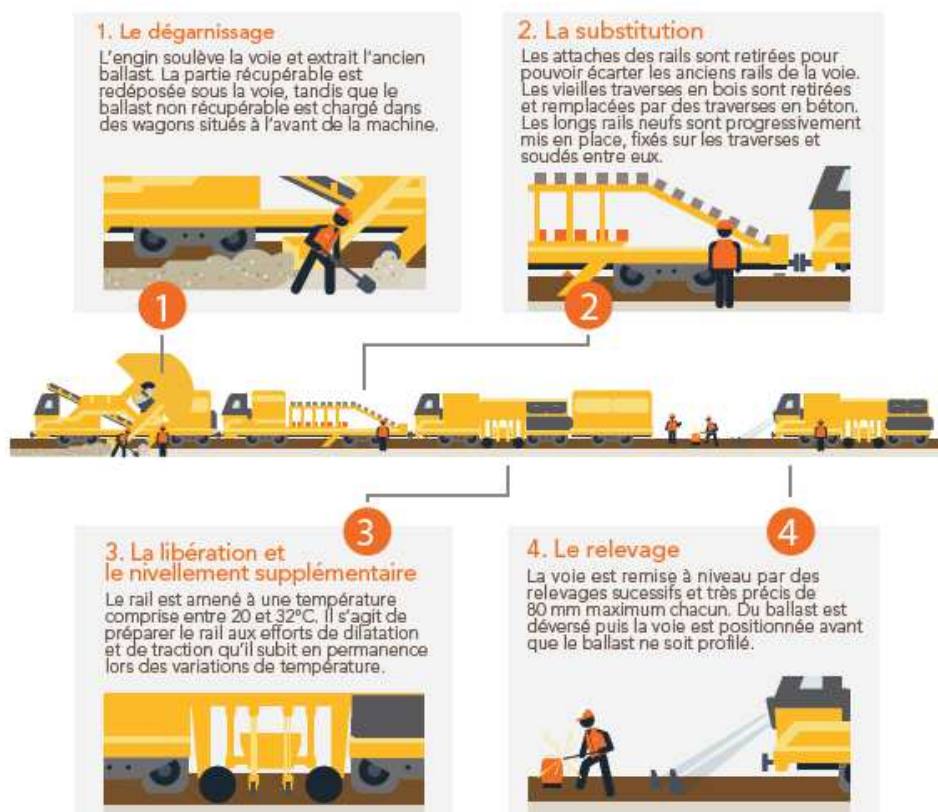 1. Le dégarnissage
L'engin soulève la voie et extrait l'ancien
ballast. La partie récupérable est
redéposée sous la voie, tandis que le
ballast non récupérable est chargé dans
des wagons situés à l'avant de la machine.
2. La substitution
Les attaches des rails sont retirées pour
pouvoir écarter les anciens rails de la voie.
Les vieilles traverses en bois sont retirées
et remplacées par des traverses en béton.
Les longs rails neufs sont progressivement
mis en place, fixés sur les traverses et
soudés entre eux.
1
2
3
4
3. La libération et
le nivellement supplémentaire
Le rail est amené à une température
comprise entre 20 et 32°C. Il s'agit de
préparer le rail aux efforts de dilatation
et de traction qu'il subit en permanence
lors des variations de température.
4. Le relevage
La voie est remise à niveau par des
relevages sucessifs et très précis de
80 mm maximum chacun. Du ballast est
déversé puis la voie est positionnée avant
que le ballast ne soit profilé.